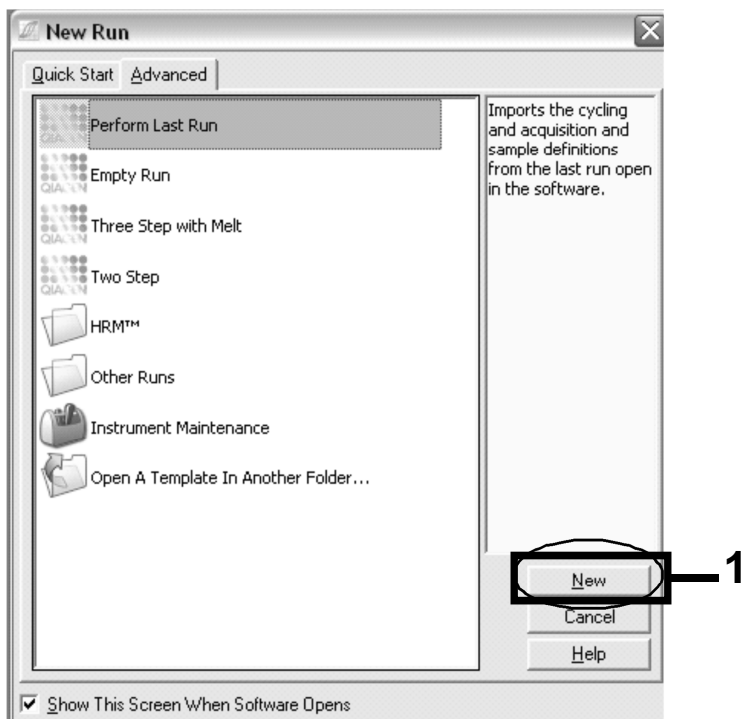 New Run
Quick Start Advanced
Perform Last Run
Empty Run
Three Step with Melt
Two Step
HRM™
Other Runs
Instrument Maintenance
Open A Template In Another Folder...
Imports the cycling
and acquisition and
sample definitions
from the last run open
in the software.
New
1
Cancel
Help
Show This Screen When Software Opens